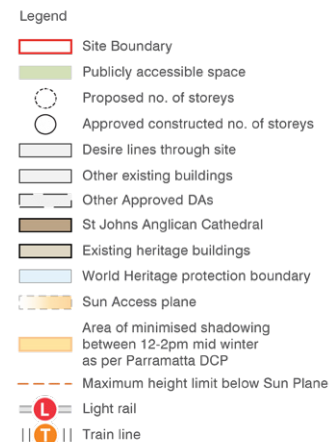 Legend
Site Boundary
Publicly accessible space
Proposed no. of storeys
Approved constructed no. of storeys
Desire lines through site
Other existing buildings
Other Approved DAs
St Johns Anglican Cathedral
Existing heritage buildings
World Heritage protection boundary
Sun Access plane
Area of minimised shadowing
between 12-2pm mid winter
as per Parramatta DCP
Maximum height limit below Sun Plane
L Light rail
T Train line